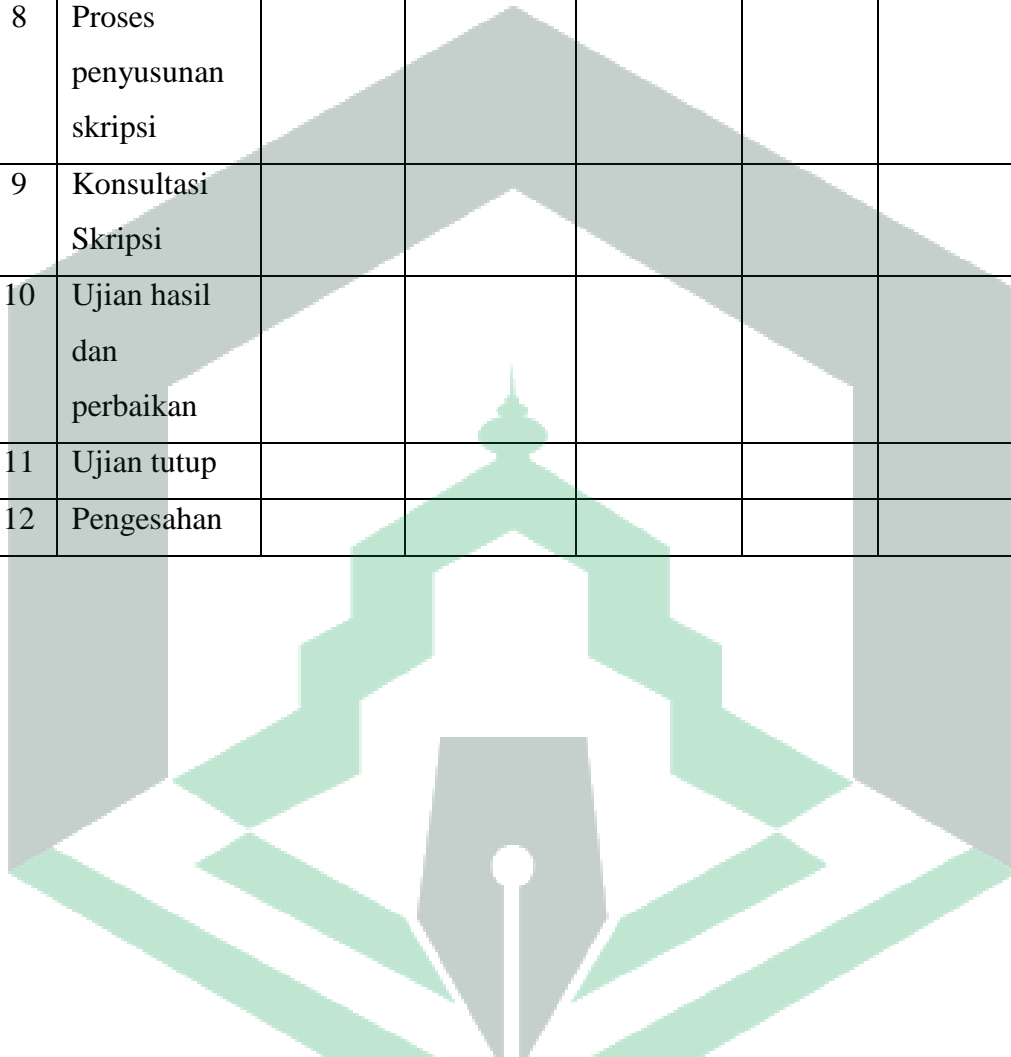 8 Proses
penyusunan
skripsi
9 Konsultasi
Skripsi
10 Ujian hasil
dan
perbaikan
11 Ujian tutup
12 Pengesahan